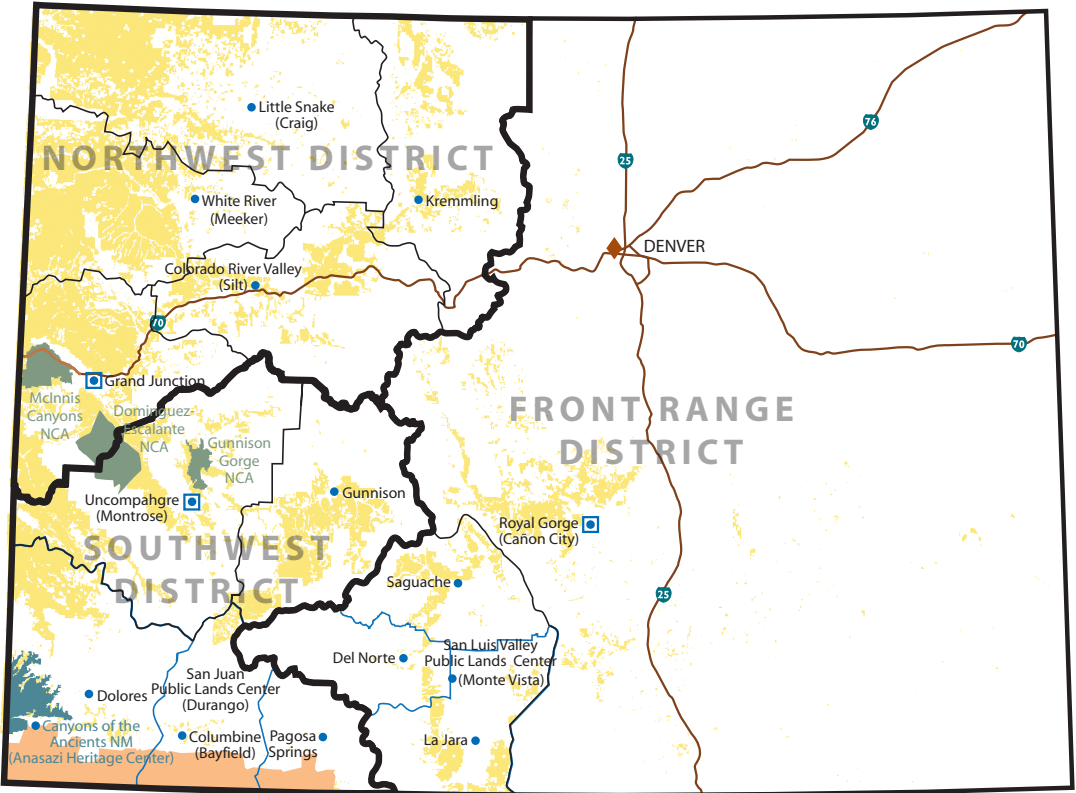 Little Snake
(Craig)
76
NORTHWEST DISTRICT
25
White River
(Meeker)
Kremmling
DENVER
Colorado River Valley
(Silt)
70
70
Grand Junction
McInnis
Canyons
NCA
Dominguez-
Escalante
NCA
FRONT RANGE
DISTRICT
Gunnison
Gorge
NCA
Uncompahgre
(Montrose)
Gunnison
Royal Gorge
(Cañon City)
SOUTHWEST
DISTRICT
Saguache
25
San Luis Valley
Public Lands Center
(Monte Vista)
Del Norte
San Juan
Public Lands Center
(Durango)
Dolores
Canyons of the
Ancients NM
(Anasazi Heritage Center)
Columbine
(Bayfield)
Pagosa
Springs
La Jara